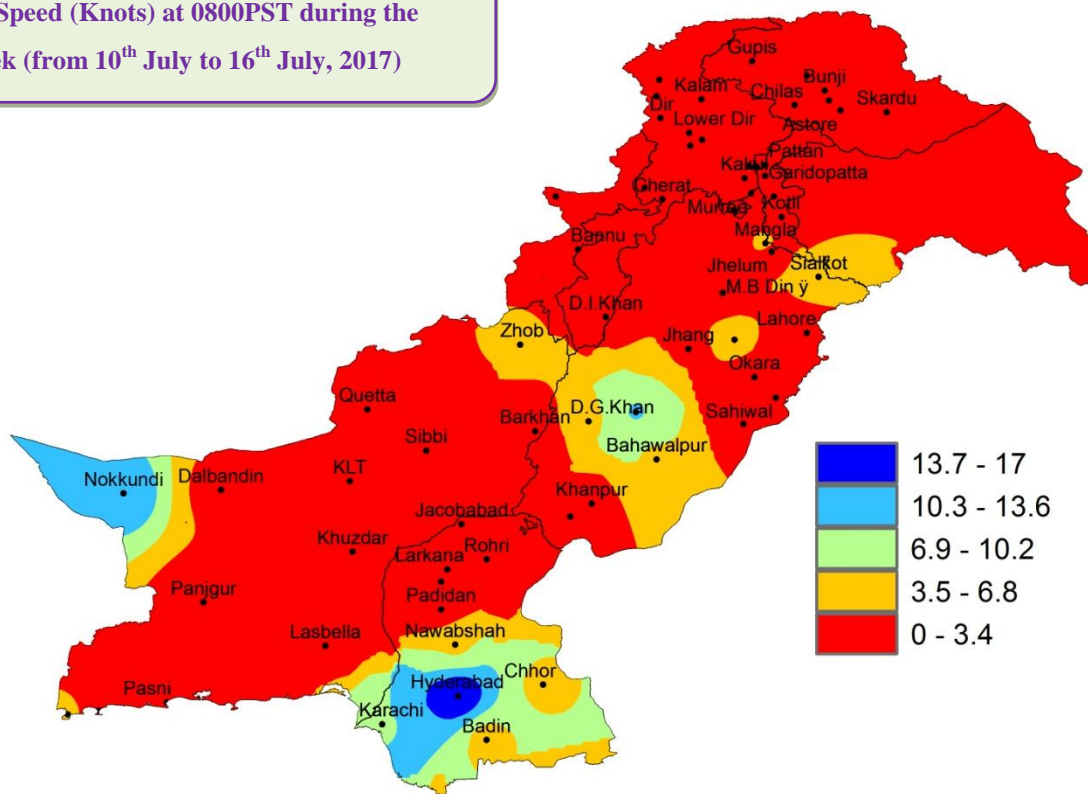 Speed (Knots) at 0800PST during the
ek (from 10th July to 16th July, 2017)
Gupis
Bunji
Kalam
Chilas
Skardu
Dir
Lower Dir
Astore
Pattan
Kakul
Garidopatta
Cherat
Murree
Kotli
Mangla
Bannu
Jhelum
Sialkot
M.B Din ÿ
D.I.Khan
Lahore
Zhob
Jhang
Okara
Quetta
D.G.Khan
Barkhan
Sahiwal
Sibbi
Bahawalpur
Nokkundi
Dalbandin
KLT
Khanpur
Jacobabad
Khuzdar
Rohri
Larkana
Panjgur
Padidan
Lasbella
Nawabshah
Chhor
Hyderabad
Pasni
Karachi
Badin
13.7 - 17
10.3 - 13.6
6.9 - 10.2
3.5 - 6.8
0 - 3.4